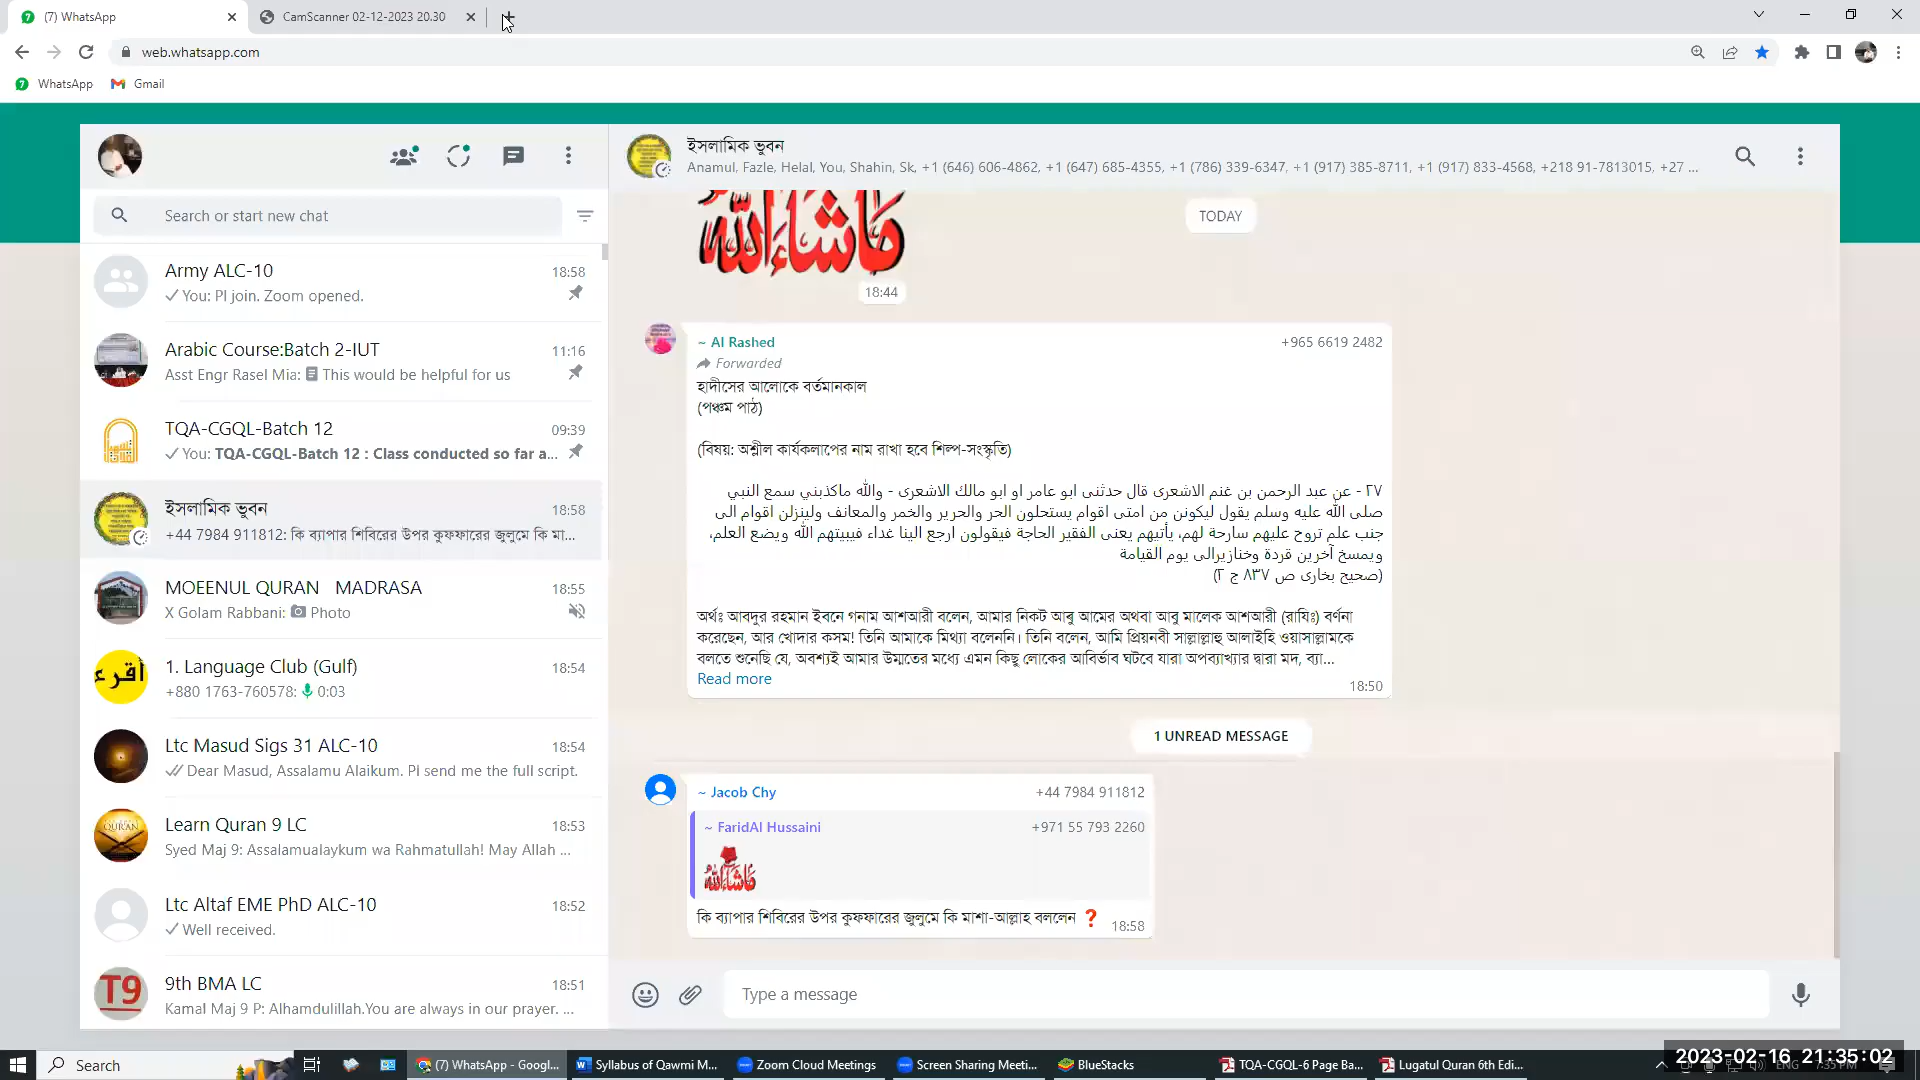 (7) WhatsApp
CamScanner 02-12-2023 20.30
web.whatsapp.com
WhatsApp
Gmail
Search or start new chat
Army ALC-10
18:58
You: Pl join. Zoom opened.
Arabic Course:Batch 2-IUT
11:16
Asst Engr Rasel Mia: This would be helpful for us
TQA-CGQL-Batch 12
09:39
You: TQA-CGQL-Batch 12 : Class conducted so far a...
ইসলামিক ভুবন
18:58
+44 7984 911812: কি ব্যাপার শিবিরের উপর কুফফারের জুলুমে কি মা...
MOEENUL QURAN MADRASA
18:55
X Golam Rabbani: Photo
1. Language Club (Gulf)
18:54
+880 1763-760578: 0:03
أقرء
Ltc Masud Sigs 31 ALC-10
18:54
Dear Masud, Assalamu Alaikum. Pl send me the full script.
Learn Quran 9 LC
18:53
Syed Maj 9: Assalamualaykum wa Rahmatullah! May Allah ...
QURAN
Ltc Altaf EME PhD ALC-10
18:52
Well received.
T9
9th BMA LC
18:51
Kamal Maj 9 P: Alhamdulillah.You are always in our prayer. ...
ইসলামিক ভুবন
Anamul, Fazle, Helal, You, Shahin, Sk, +1 (646) 606-4862, +1 (647) 685-4355, +1 (786) 339-6347, +1 (917) 385-8711, +1 (917) 833-4568, +218 91-7813015, +27 ...
TODAY
ماشاءالله
18:44
~ Al Rashed
+965 6619 2482
Forwarded
হাদীসের আলোকে বর্তমানকাল
(পঞ্চম পাঠ)
(বিষয়: অশ্লীল কার্যকলাপের নাম রাখা হবে শিল্প-সংস্কৃতি)
٢٧ - عن عبد الرحمن بن غنم الاشعرى قال حدثنى ابو عامر او ابو مالك الاشعرى - والله ماكذبني سمع النبي
صلى الله عليه وسلم يقول ليكونن من امتى اقوام يستحلون الحر والحرير والخمر والمعانف ولينزلن اقوام الى
جنب علم تروح عليهم سارحة لهم، يأتيهم يعنى الفقير الحاجة فيقولون ارجع الينا غداء فيبيتهم الله ويضع العلم،
ويمسخ آخرين قردة وخنازيرالى يوم القيامة
(صحيح بخارى ص ٨٣٧ ج ٢)
অর্থঃ আবদুর রহমান ইবনে গনাম আশআরী বলেন, আমার নিকট আবু আমের অথবা আবু মালেক আশআরী (রাযিঃ) বর্ণনা
করেছেন, আর খোদার কসম! তিনি আমাকে মিথ্যা বলেননি। তিনি বলেন, আমি প্রিয়নবী সাল্লাল্লাহু আলাইহি ওয়াসাল্লামকে
বলতে শুনেছি যে, অবশ্যই আমার উম্মতের মধ্যে এমন কিছু লোকের আবির্ভাব ঘটবে যারা অপব্যাখ্যার দ্বারা মদ, ব্যা...
Read more
18:50
1 UNREAD MESSAGE
~ Jacob Chy
+44 7984 911812
~ FaridAl Hussaini
+971 55 793 2260
ماشاءالله
কি ব্যাপার শিবিরের উপর কুফফারের জুলুমে কি মাশা-আল্লাহ বললেন ❓
18:58
Type a message
Search
(7) WhatsApp - Googl...
Syllabus of Qawmi M...
Zoom Cloud Meetings
Screen Sharing Meeti...
BlueStacks
TQA-CGQL-6 Page Ba...
Lugatul Quran 6th Edi...
2023-02-16 21:35:02